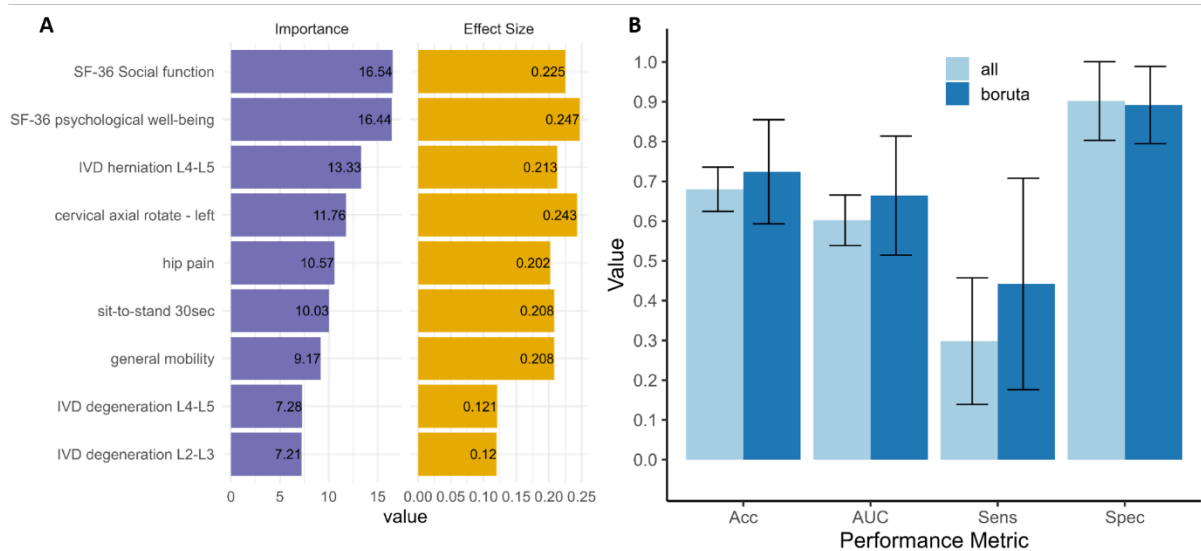 A
Importance
Effect Size
SF-36 Social function
16.54
0.225
SF-36 psychological well-being
16.44
0.247
IVD herniation L4-L5
13.33
0.213
cervical axial rotate - left
11.76
0.243
hip pain
10.57
0.202
sit-to-stand 30sec
10.03
0.208
general mobility
9.17
0.208
IVD degeneration L4-L5
7.28
0.121
IVD degeneration L2-L3
7.21
0.12
0 5 10 15
0.00 0.05 0.10 0.15 0.20 0.25
value
B
all
boruta
1.0
0.9
0.8
0.7
0.6
0.5
0.4
0.3
0.2
0.1
0.0
Value
Acc AUC Sens Spec
Performance Metric